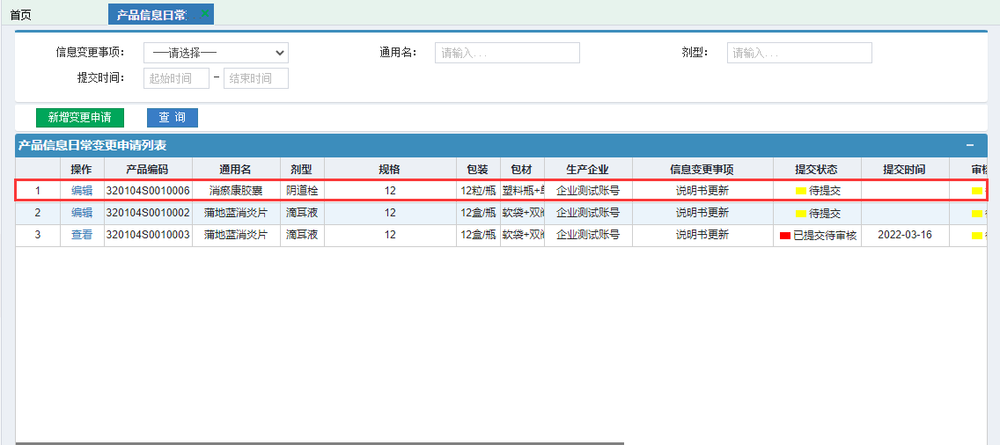 首页 产品信息日常
信息变更事项： ──请选择── 通用名： 请输入... 剂型： 请输入...
提交时间： 起始时间 - 结束时间
新增变更申请 查 询
产品信息日常变更申请列表
操作 产品编码 通用名 剂型 规格 包装 包材 生产企业 信息变更事项 提交状态 提交时间 审核
1 编辑 320104S0010006 消瘀康胶囊 阴道栓 12 12粒/瓶 塑料瓶+ 企业测试账号 说明书更新 待提交
2 编辑 320104S0010002 蒲地蓝消炎片 滴耳液 12 12盒/瓶 软袋+双 企业测试账号 说明书更新 待提交
3 查看 320104S0010003 蒲地蓝消炎片 滴耳液 12 12盒/瓶 软袋+双 企业测试账号 说明书更新 已提交待审核 2022-03-16